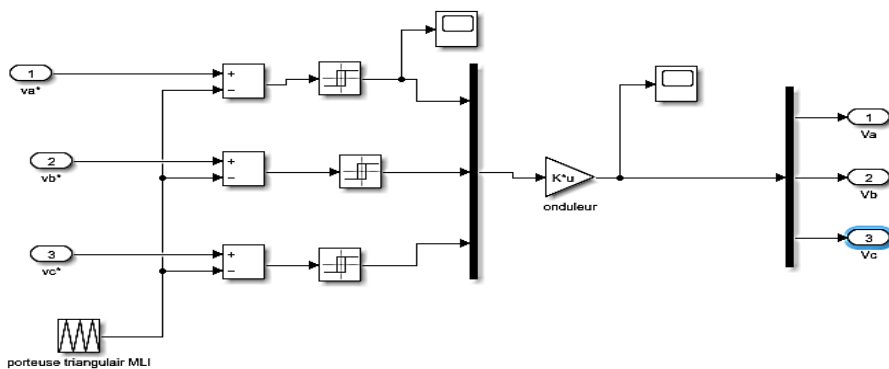 1
va*
+
−
2
vb*
+
−
3
vc*
+
−
porteuse triangulair MLI
K*u
onduleur
1
Va
2
Vb
3
Vc